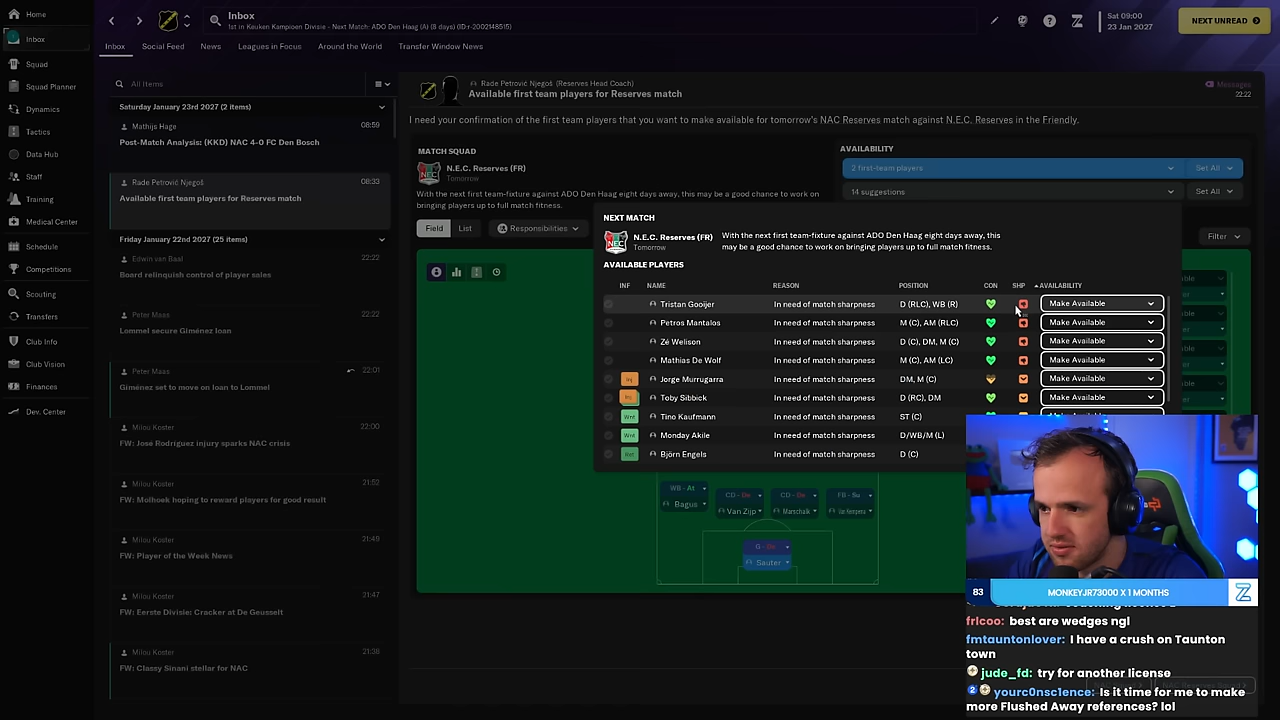 Home
Inbox
Squad
Squad Planner
Dynamics
Tactics
Data Hub
Staff
Training
Medical Center
Schedule
Competitions
Scouting
Transfers
Club Info
Club Vision
Finances
Dev. Center
Inbox
1st in Keuken Kampioen Divisie - Next Match: ADO Den Haag (A) (8 days) (ID:r-2002148515)
Sat 09:00
23 Jan 2027
NEXT UNREAD
Inbox
Social Feed
News
Leagues in Focus
Around the World
Transfer Window News
All Items
Saturday January 23rd 2027 (2 items)
Mathijs Hage 08:59
Post-Match Analysis: (KKD) NAC 4-0 FC Den Bosch
Rade Petrović Njegoš 08:33
Available first team players for Reserves match
Friday January 22nd 2027 (25 items)
Edwin van Baal 22:22
Board relinquish control of player sales
Peter Maas 22:22
Lommel secure Giménez loan
Peter Maas 22:01
Giménez set to move on loan to Lommel
Milou Koster 22:00
FW: José Rodríguez injury sparks NAC crisis
Milou Koster 21:52
FW: Molhoek hoping to reward players for good result
Milou Koster 21:49
FW: Player of the Week News
Milou Koster 21:47
FW: Eerste Divisie: Cracker at De Geusselt
Milou Koster 21:38
FW: Classy Sinani stellar for NAC
Rade Petrović Njegoš (Reserves Head Coach)
Available first team players for Reserves match
Messages
22:22
I need your confirmation of the first team players that you want to make available for tomorrow's NAC Reserves match against N.E.C. Reserves in the Friendly.
MATCH SQUAD
N.E.C. Reserves (FR)
Tomorrow
With the next first team-fixture against ADO Den Haag eight days away, this may be a good chance to work on
bringing players up to full match fitness.
AVAILABILITY
2 first-team players
Set All
14 suggestions
Set All
Field
List
Responsibilities
Filter
NEXT MATCH
N.E.C. Reserves (FR)
Tomorrow
With the next first team-fixture against ADO Den Haag eight days away, this
may be a good chance to work on bringing players up to full match fitness.
AVAILABLE PLAYERS
INF NAME REASON POSITION CON SHP AVAILABILITY
Tristan Gooijer In need of match sharpness D (RLC), WB (R) Make Available
Petros Mantalos In need of match sharpness M (C), AM (RLC) Make Available
Zé Welison In need of match sharpness D (C), DM, M (C) Make Available
Mathias De Wolf In need of match sharpness M (C), AM (LC) Make Available
Inj Jorge Murrugarra In need of match sharpness DM, M (C) Make Available
Toby Sibbick In need of match sharpness D (RC), DM Make Available
Wnt Tino Kaufmann In need of match sharpness ST (C)
Wnt Monday Akile In need of match sharpness D/WB/M (L)
Björn Engels In need of match sharpness D (C)
WB - At
Bagus
CD - De
Van Zijp
CD - De
Marschalk
FB - Su
G - De
Sauter
83
MONKEYJR73000 X 1 MONTHS
frlcoo: best are wedges ngl
fmtauntonlover: I have a crush on Taunton
town
jude_fd: try for another license
2 yourc0nsc1ence: Is it time for me to make
more Flushed Away references? lol